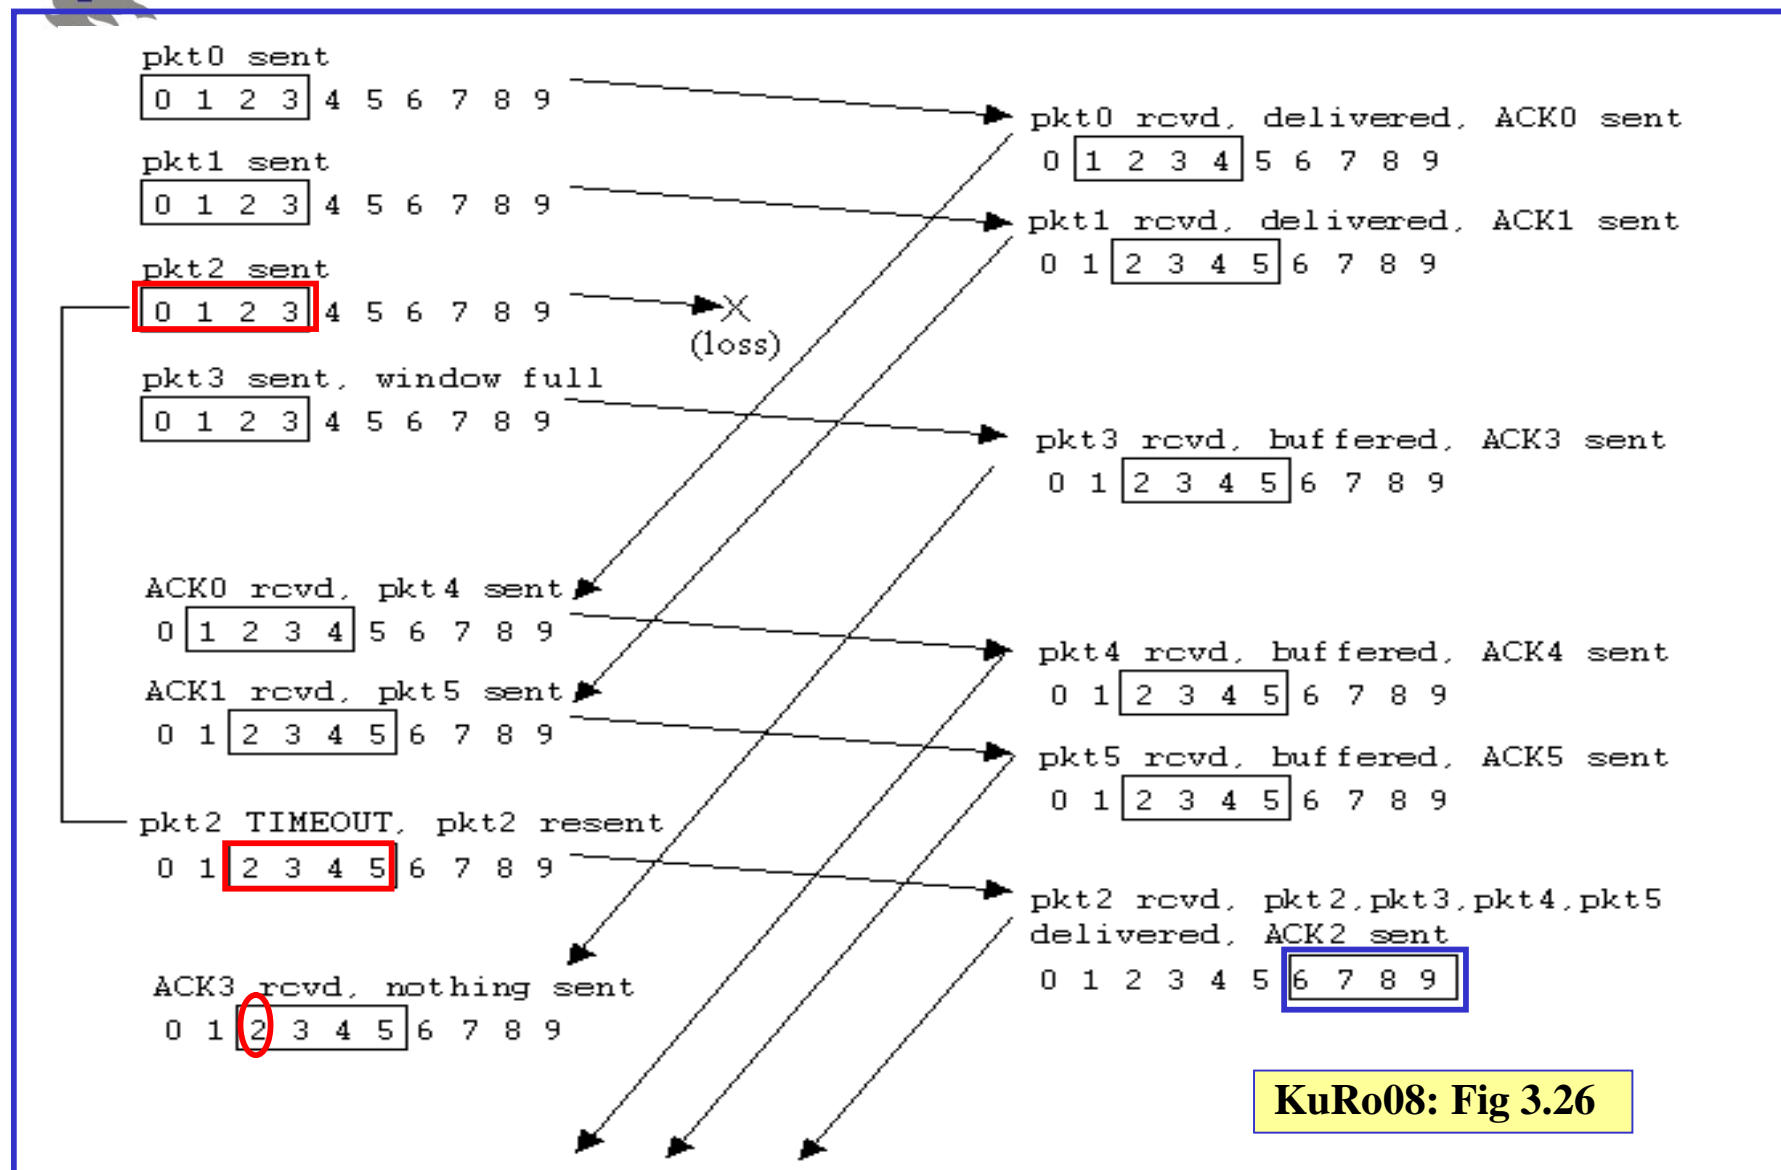 pkt0 sent
0 1 2 3 4 5 6 7 8 9
pkt1 sent
0 1 2 3 4 5 6 7 8 9
pkt2 sent
0 1 2 3 4 5 6 7 8 9
(loss)
pkt3 sent, window full
0 1 2 3 4 5 6 7 8 9
ACK0 rcvd, pkt4 sent
0 1 2 3 4 5 6 7 8 9
ACK1 rcvd, pkt5 sent
0 1 2 3 4 5 6 7 8 9
pkt2 TIMEOUT, pkt2 resent
0 1 2 3 4 5 6 7 8 9
ACK3 rcvd, nothing sent
0 1 2 3 4 5 6 7 8 9
pkt0 rcvd, delivered, ACK0 sent
0 1 2 3 4 5 6 7 8 9
pkt1 rcvd, delivered, ACK1 sent
0 1 2 3 4 5 6 7 8 9
pkt3 rcvd, buffered, ACK3 sent
0 1 2 3 4 5 6 7 8 9
pkt4 rcvd, buffered, ACK4 sent
0 1 2 3 4 5 6 7 8 9
pkt5 rcvd, buffered, ACK5 sent
0 1 2 3 4 5 6 7 8 9
pkt2 rcvd, pkt2,pkt3,pkt4,pkt5
delivered, ACK2 sent
0 1 2 3 4 5 6 7 8 9
KuRo08: Fig 3.26